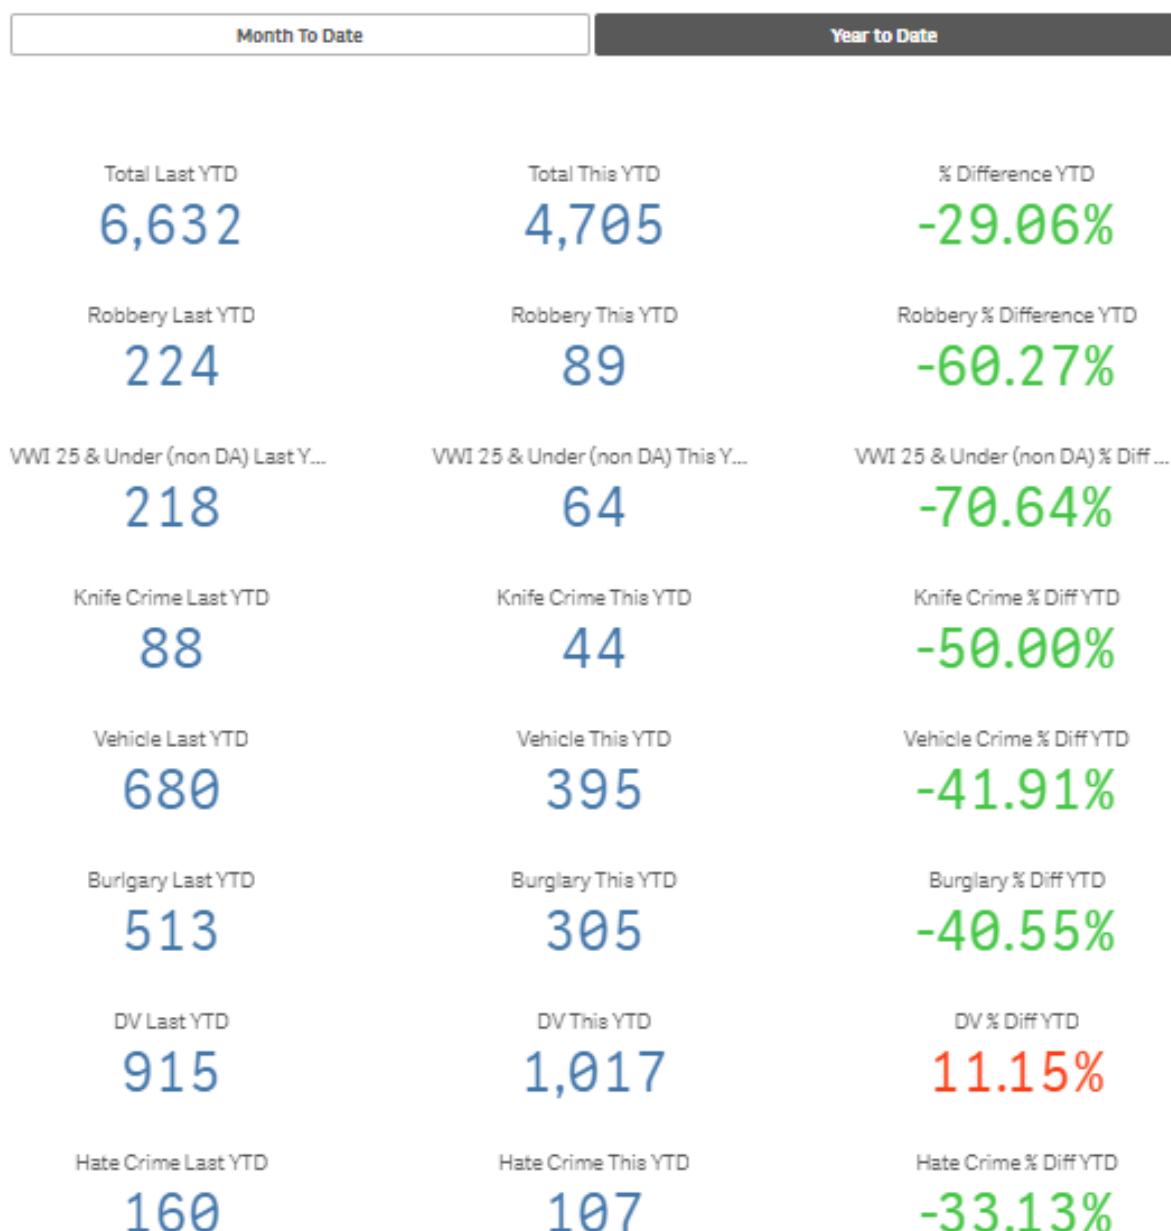 Month To Date Year to Date
Total Last YTD Total This YTD % Difference YTD
6,632 4,705 -29.06%
Robbery Last YTD Robbery This YTD Robbery % Difference YTD
224 89 -60.27%
VWI 25 & Under (non DA) Last Y... VWI 25 & Under (non DA) This Y... VWI 25 & Under (non DA) % Diff ...
218 64 -70.64%
Knife Crime Last YTD Knife Crime This YTD Knife Crime % Diff YTD
88 44 -50.00%
Vehicle Last YTD Vehicle This YTD Vehicle Crime % Diff YTD
680 395 -41.91%
Burlgary Last YTD Burglary This YTD Burglary % Diff YTD
513 305 -40.55%
DV Last YTD DV This YTD DV % Diff YTD
915 1,017 11.15%
Hate Crime Last YTD Hate Crime This YTD Hate Crime % Diff YTD
160 107 -33.13%